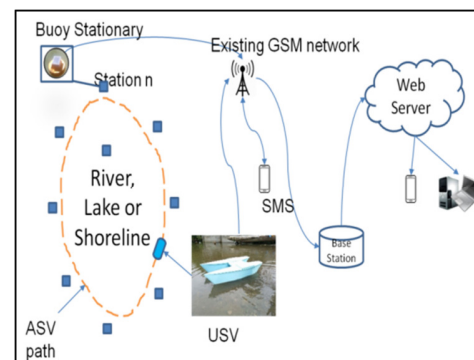 Buoy Stationary
Station n
Existing GSM network
Web
Server
River,
Lake or
Shoreline
SMS
Base
Station
ASV
path
USV